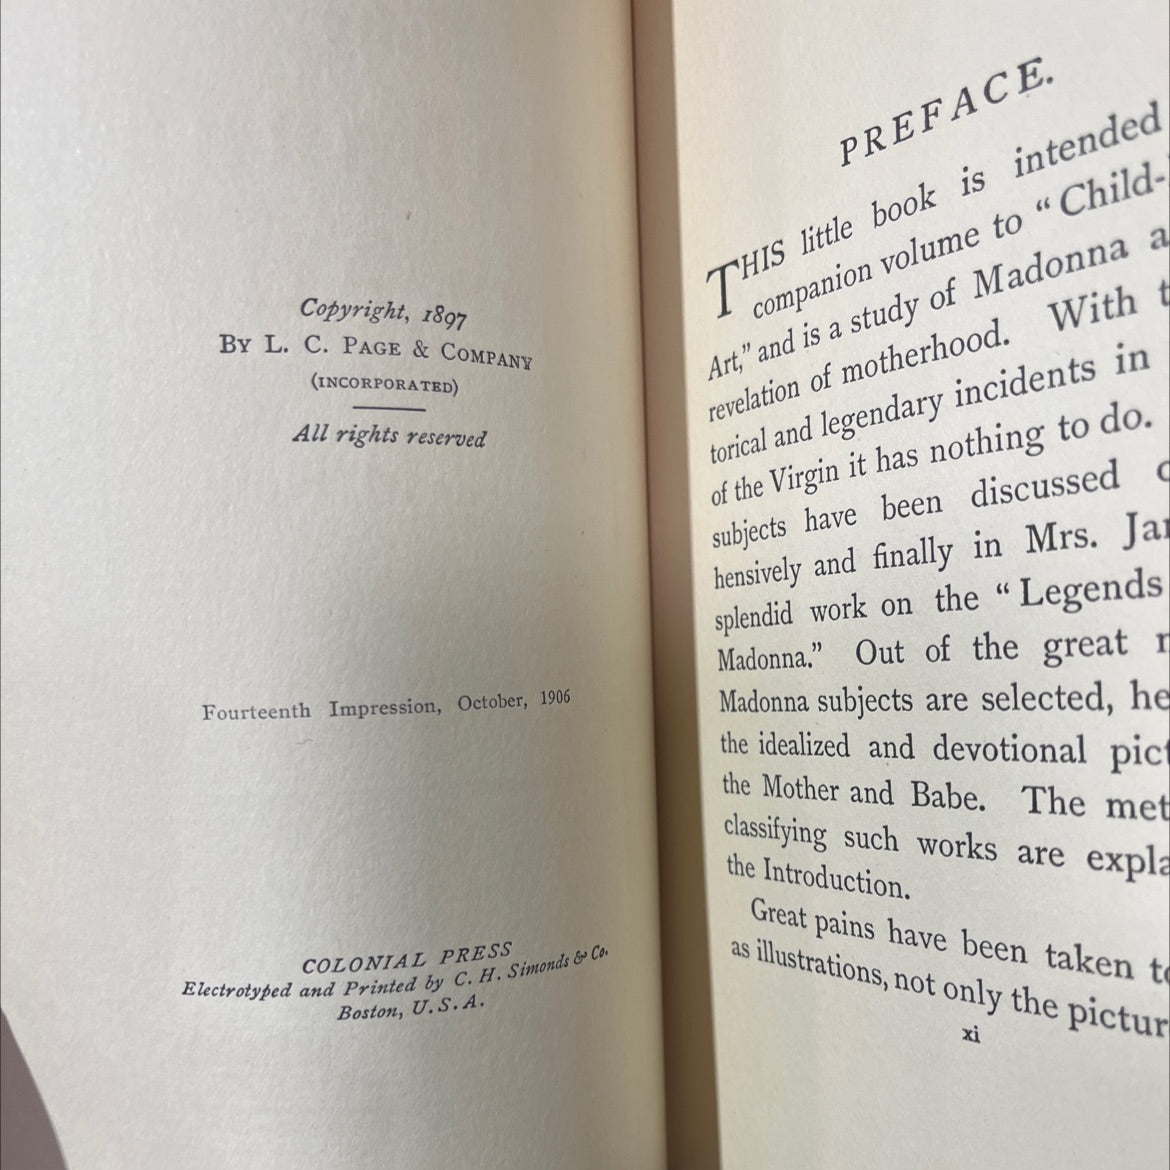 Copyright, 1897
By L. C. Page & Company
(INCORPORATED)
All rights reserved
Fourteenth Impression, October, 1906
COLONIAL PRESS
Electrotyped and Printed by C. H. Simonds & Co.
Boston, U.S.A.
PREFACE.
THIS little book is intended
companion volume to “Child-
Art,” and is a study of Madonna
revelation of motherhood. With
torical and legendary incidents in
of the Virgin it has nothing to do.
subjects have been discussed
hensively and finally in Mrs.
splendid work on the “Legends
Madonna.” Out of the great
Madonna subjects are selected,
the idealized and devotional
the Mother and Babe. The
classifying such works are
the Introduction.
Great pains have been taken
as illustrations, not only the
xi